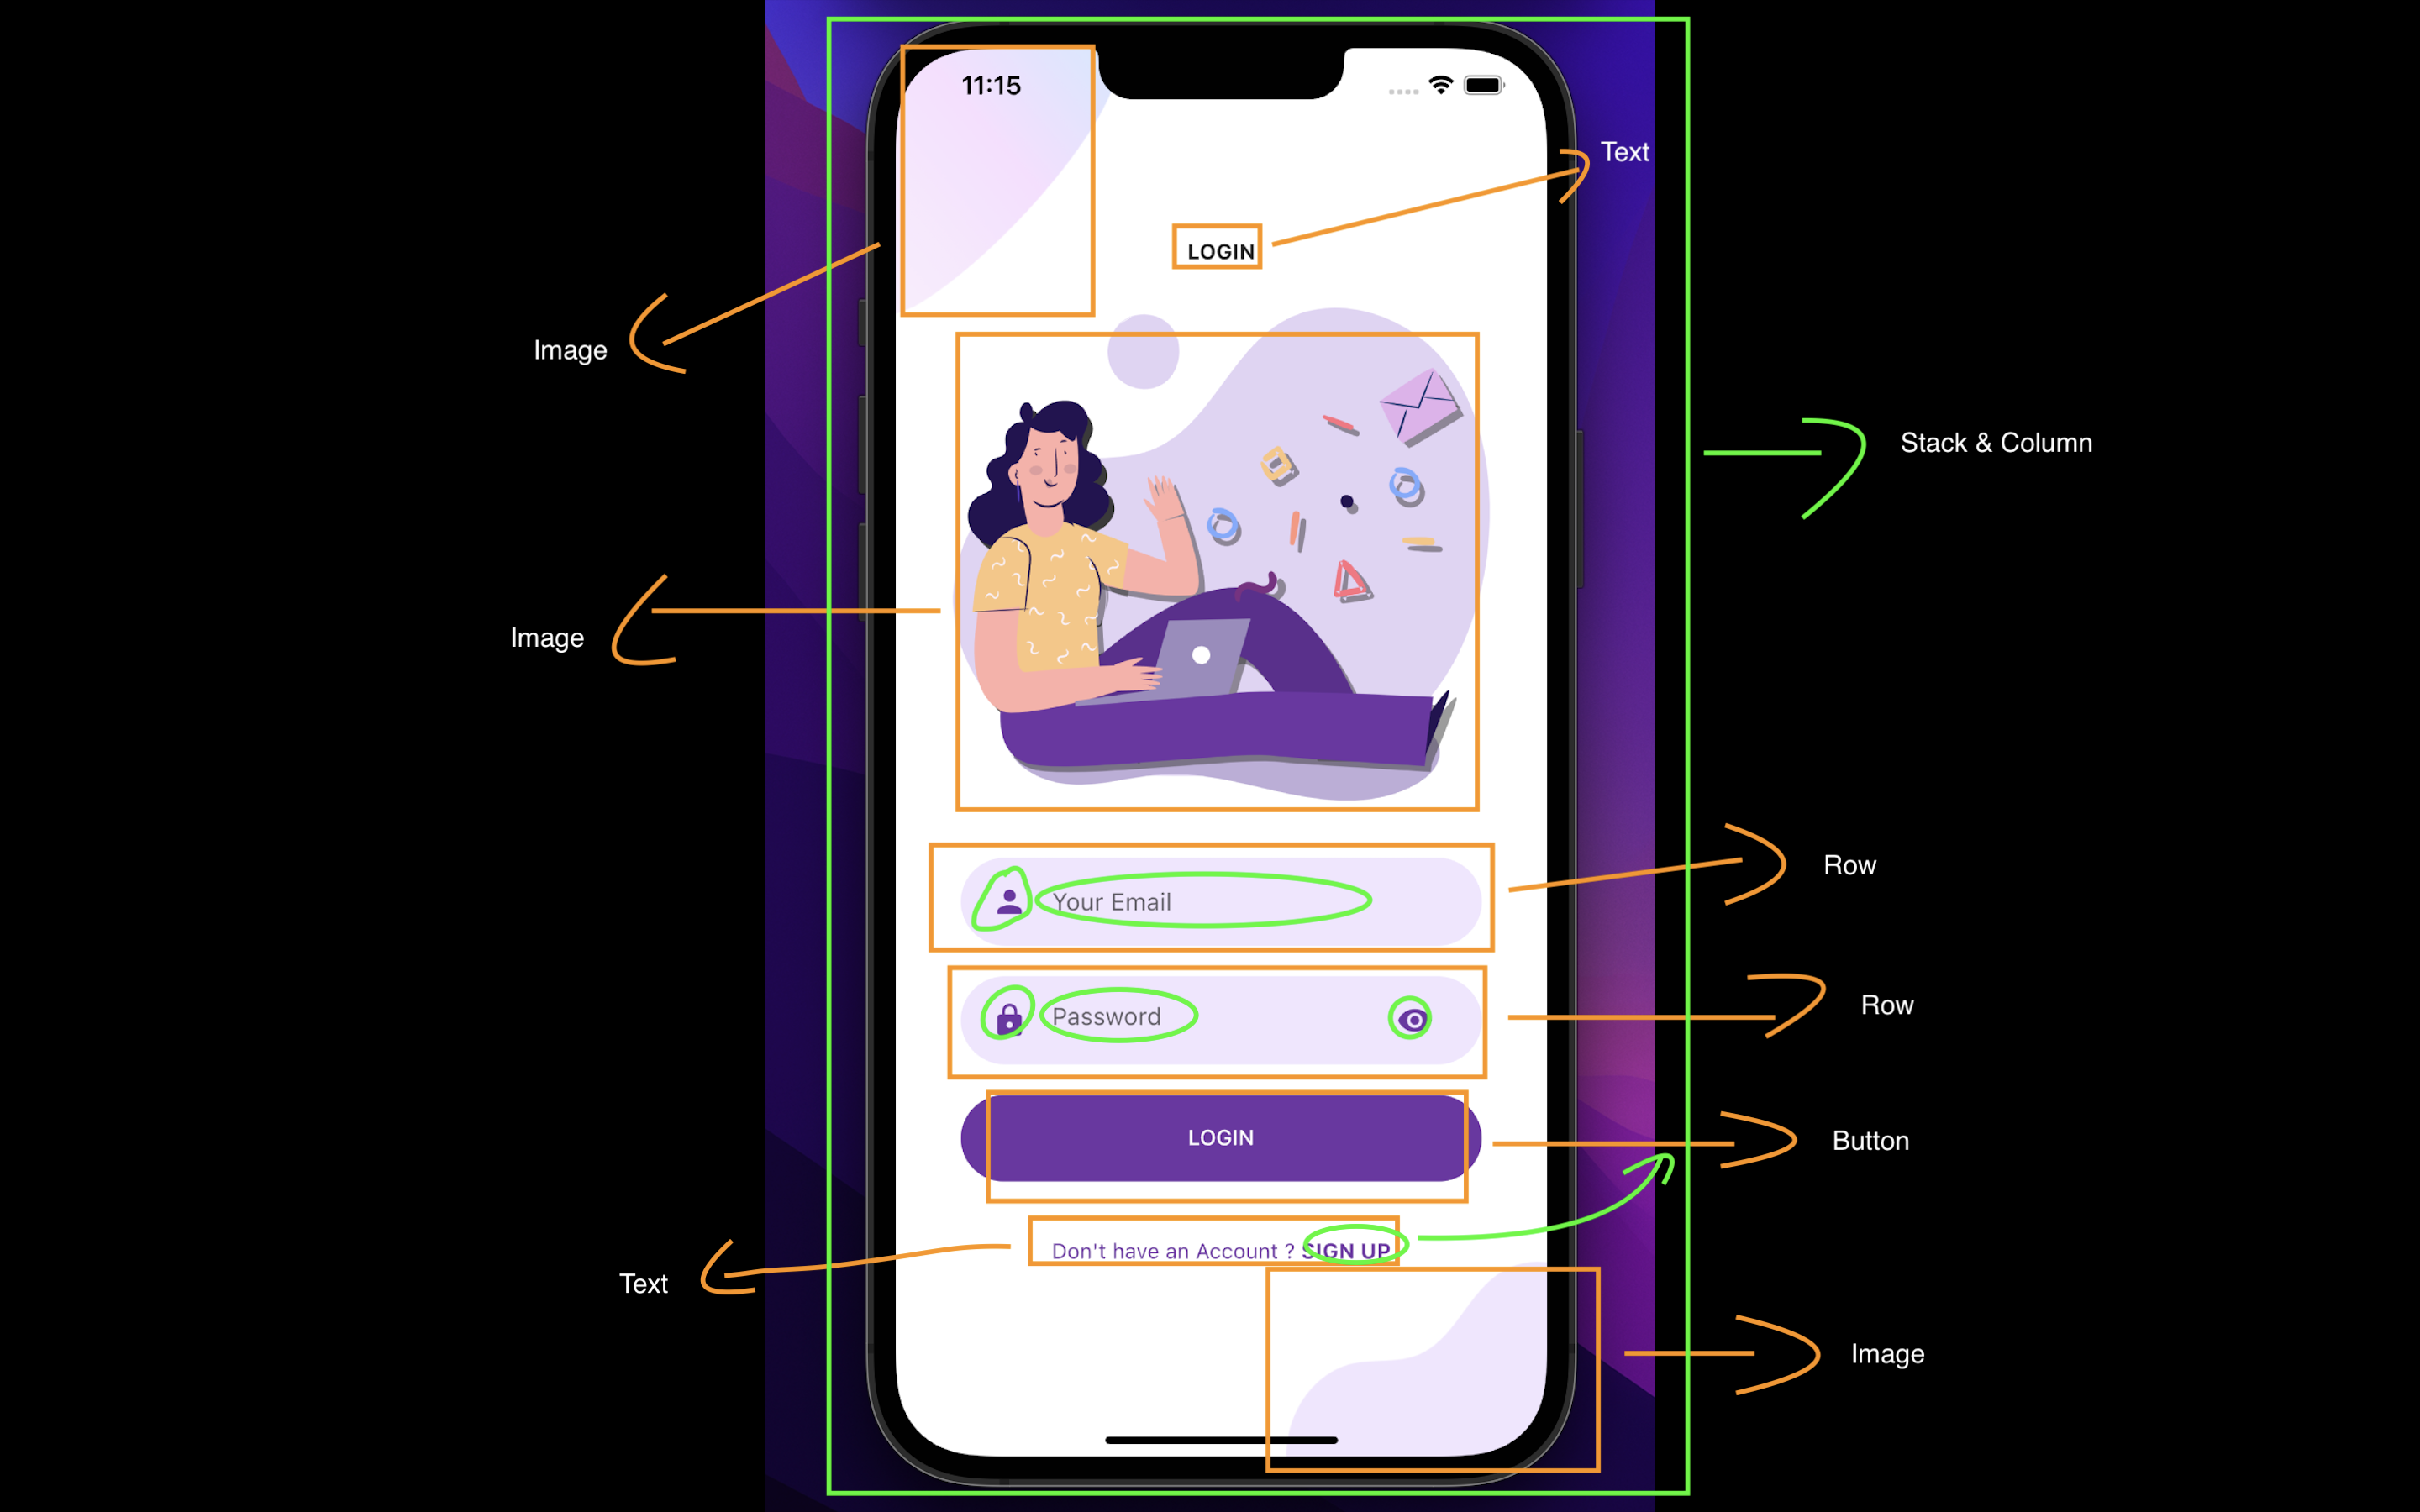 11:15
Text
LOGIN
Image
Stack & Column
Image
Your Email
Row
Password
Row
LOGIN
Button
Don't have an Account ? SIGN UP
Text
Image